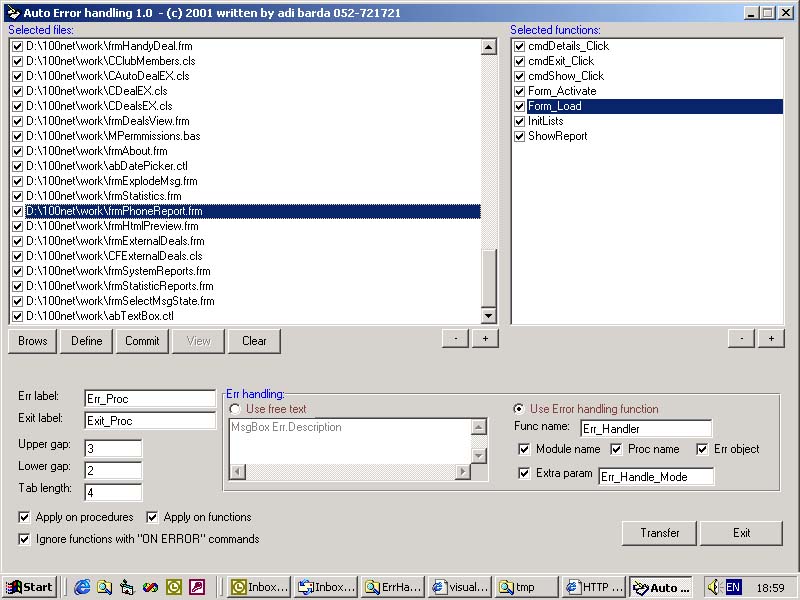 Auto Error handling 1.0 - (c) 2001 written by adi barda 052-721721
Selected files:
D:\100net\work\frmHandyDeal.frm
D:\100net\work\CClubMembers.cls
D:\100net\work\CAutoDealEX.cls
D:\100net\work\CDealEX.cls
D:\100net\work\CDealsEX.cls
D:\100net\work\frmDealsView.frm
D:\100net\work\MPermmissions.bas
D:\100net\work\frmAbout.frm
D:\100net\work\abDatePicker.ctl
D:\100net\work\frmExplodeMsg.frm
D:\100net\work\frmStatistics.frm
D:\100net\work\frmPhoneReport.frm
D:\100net\work\frmHtmlPreview.frm
D:\100net\work\frmExternalDeals.frm
D:\100net\work\CFExternalDeals.cls
D:\100net\work\frmSystemReports.frm
D:\100net\work\frmStatisticReports.frm
D:\100net\work\frmSelectMsgState.frm
D:\100net\work\abTextBox.ctl
Selected functions:
cmdDetails_Click
cmdExit_Click
cmdShow_Click
Form_Activate
Form_Load
InitLists
ShowReport
Brows Define Commit View Clear - +
- +
Err label: Err_Proc
Exit label: Exit_Proc
Upper gap: 3
Lower gap: 2
Tab length: 4
Err handling:
Use free text
MsgBox Err.Description
Use Error handling function
Func name: Err_Handler
Module name Proc name Err object
Extra param Err_Handle_Mode
Apply on procedures Apply on functions
Ignore functions with "ON ERROR" commands
Transfer Exit
Start Inbox... Inbox... ErrHa... visual... tmp HTTP ... Auto ... EN 18:59